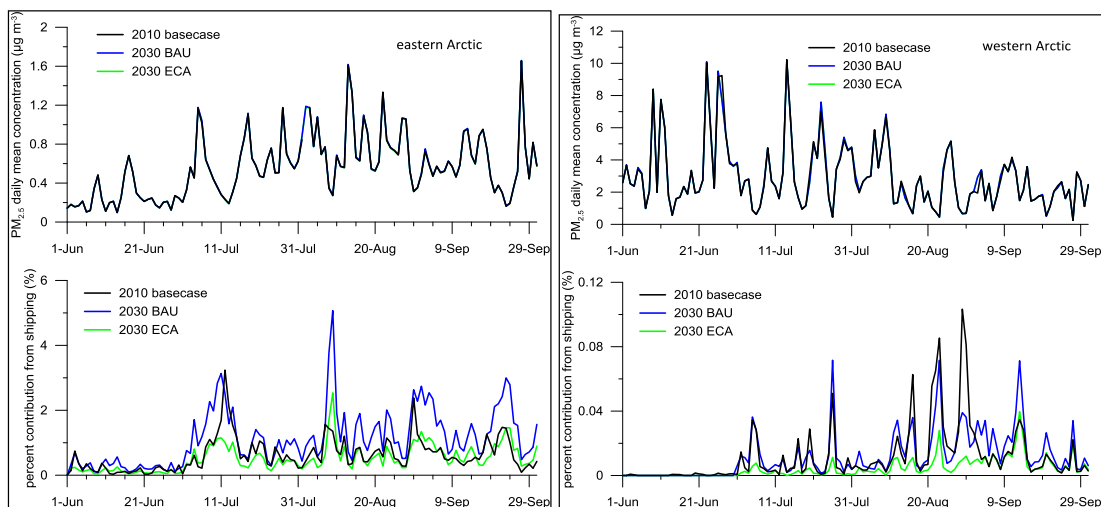 PM2.5 daily mean concentration (µg m-3)
2
1.6
1.2
0.8
0.4
0
2010 basecase
2030 BAU
2030 ECA
eastern Arctic
1-Jun 21-Jun 11-Jul 31-Jul 20-Aug 9-Sep 29-Sep
percent contribution from shipping (%)
6
4
2
0
2010 basecase
2030 BAU
2030 ECA
1-Jun 21-Jun 11-Jul 31-Jul 20-Aug 9-Sep 29-Sep
PM2.5 daily mean concentration (µg m-3)
12
10
8
6
4
2
0
2010 basecase
2030 BAU
2030 ECA
western Arctic
1-Jun 21-Jun 11-Jul 31-Jul 20-Aug 9-Sep 29-Sep
percent contribution from shipping (%)
0.12
0.08
0.04
0
2010 basecase
2030 BAU
2030 ECA
1-Jun 21-Jun 11-Jul 31-Jul 20-Aug 9-Sep 29-Sep